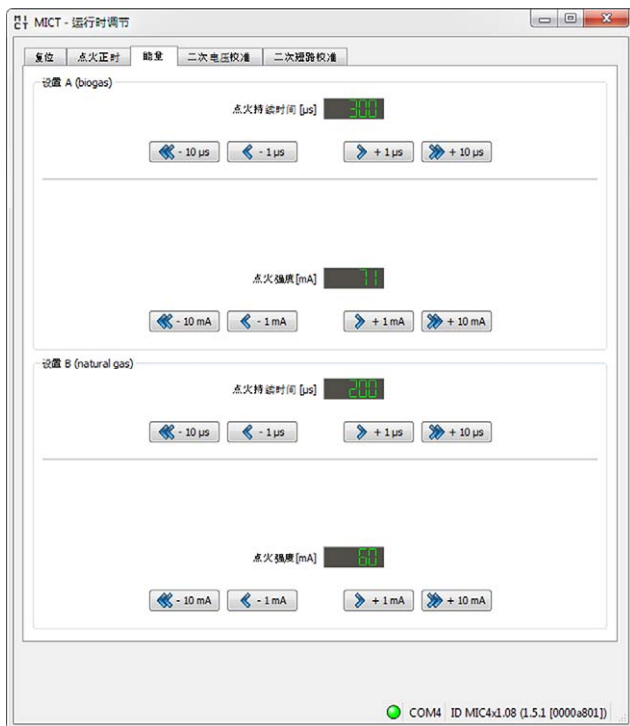 MICT - 运行时调节
复位 点火正时 能量 二次电压校准 二次短路校准
设置 A (biogas)
点火持续时间 [µs] 300
- 10 µs - 1 µs + 1 µs + 10 µs
点火强度[mA] 71
- 10 mA - 1 mA + 1 mA + 10 mA
设置 B (natural gas)
点火持续时间 [µs] 200
- 10 µs - 1 µs + 1 µs + 10 µs
点火强度[mA] 60
- 10 mA - 1 mA + 1 mA + 10 mA
COM4 ID MIC4x1.08 (1.5.1 [0000a801])